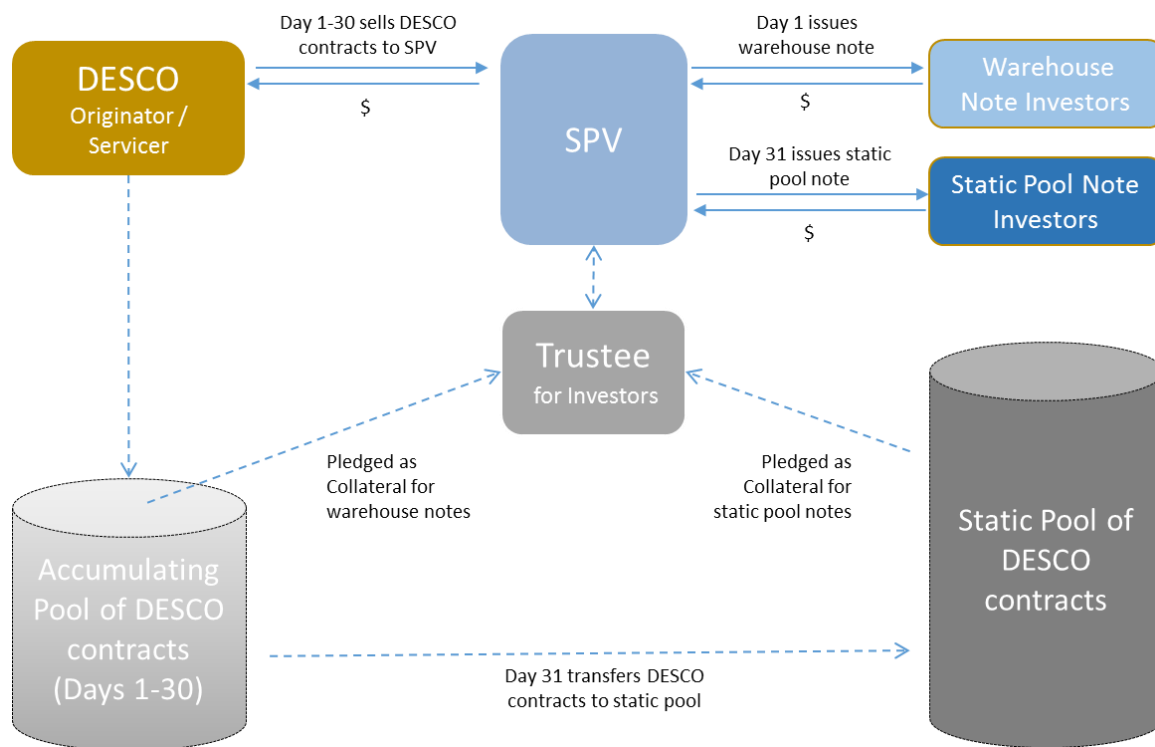 Day 1-30 sells DESCO
contracts to SPV
$
DESCO
Originator /
Servicer
SPV
Day 1 issues
warehouse note
$
Warehouse
Note Investors
Day 31 issues static
pool note
$
Static Pool Note
Investors
Trustee
for Investors
Pledged as
Collateral for
warehouse notes
Pledged as
Collateral for
static pool notes
Accumulating
Pool of DESCO
contracts
(Days 1-30)
Static Pool of
DESCO
contracts
Day 31 transfers DESCO
contracts to static pool